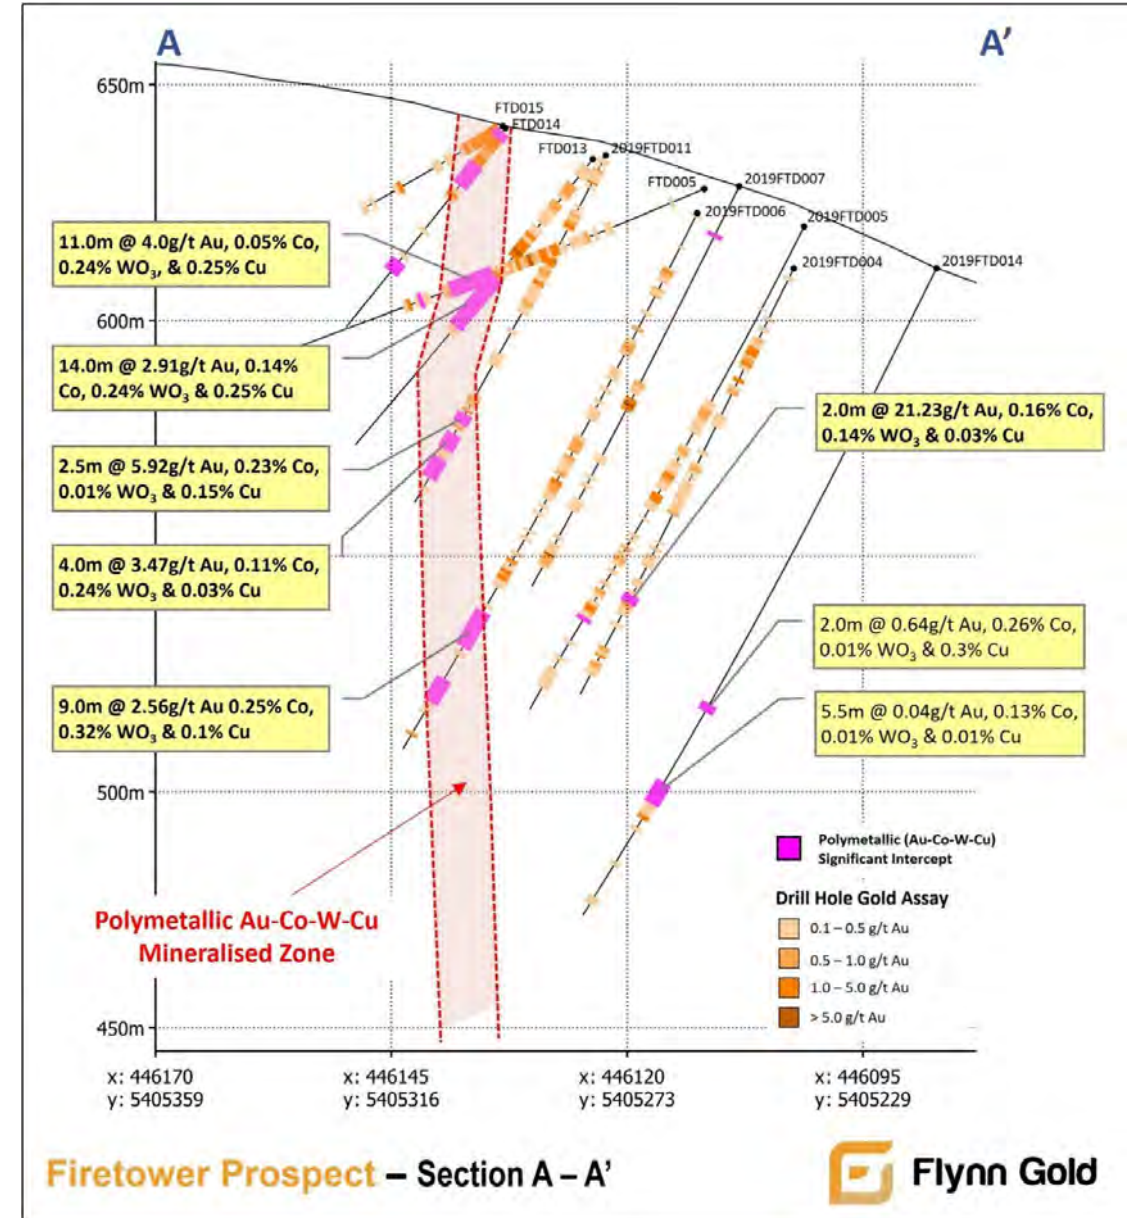 A
A'
650m
FTD015
FTD014
FTD013
2019FTD011
FTD005
2019FTD007
2019FTD006
2019FTD005
2019FTD004
2019FTD014
11.0m @ 4.0g/t Au, 0.05% Co,
0.24% WO₃, & 0.25% Cu
600m
14.0m @ 2.91g/t Au, 0.14%
Co, 0.24% WO₃ & 0.25% Cu
2.0m @ 21.23g/t Au, 0.16% Co,
0.14% WO₃ & 0.03% Cu
2.5m @ 5.92g/t Au, 0.23% Co,
0.01% WO₃ & 0.15% Cu
4.0m @ 3.47g/t Au, 0.11% Co,
0.24% WO₃ & 0.03% Cu
2.0m @ 0.64g/t Au, 0.26% Co,
0.01% WO₃ & 0.3% Cu
9.0m @ 2.56g/t Au 0.25% Co,
0.32% WO₃ & 0.1% Cu
5.5m @ 0.04g/t Au, 0.13% Co,
0.01% WO₃ & 0.01% Cu
500m
Polymetallic (Au-Co-W-Cu)
Significant Intercept
Drill Hole Gold Assay
0.1 – 0.5 g/t Au
0.5 – 1.0 g/t Au
1.0 – 5.0 g/t Au
> 5.0 g/t Au
Polymetallic Au-Co-W-Cu
Mineralised Zone
450m
x: 446170
y: 5405359
x: 446145
y: 5405316
x: 446120
y: 5405273
x: 446095
y: 5405229
Firetower Prospect – Section A – A'
Flynn Gold